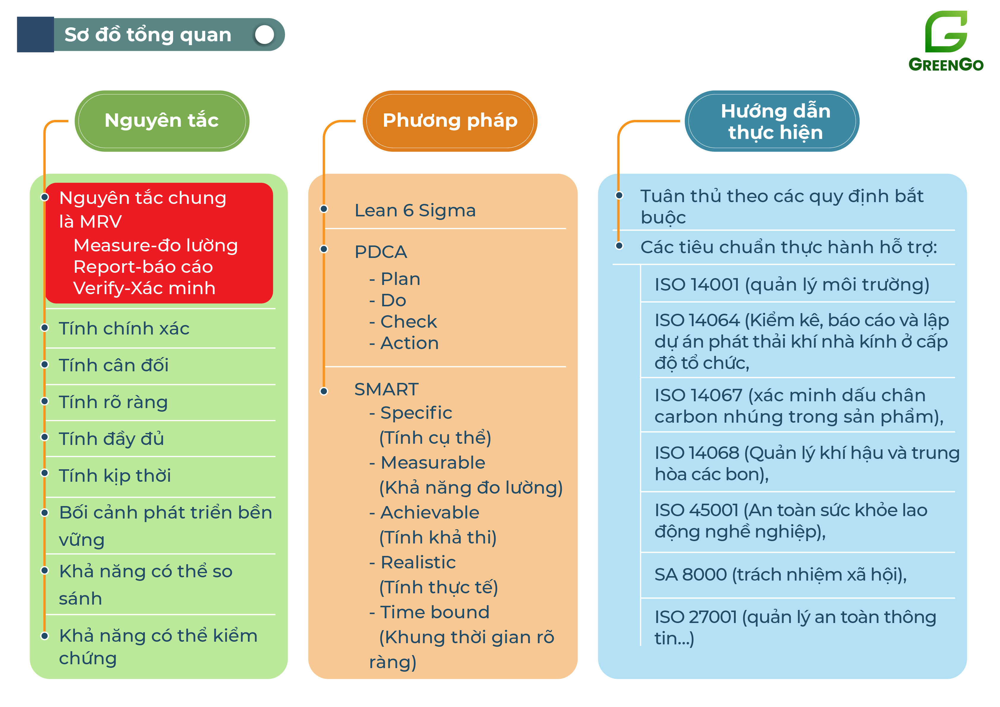 Sơ đồ tổng quan
GREENGO
Nguyên tắc
Nguyên tắc chung
là MRV
Measure-đo lường
Report-báo cáo
Verify-Xác minh
Tính chính xác
Tính cân đối
Tính rõ ràng
Tính đầy đủ
Tính kịp thời
Bối cảnh phát triển bền
vững
Khả năng có thể so
sánh
Khả năng có thể kiểm
chứng
Phương pháp
Lean 6 Sigma
PDCA
- Plan
- Do
- Check
- Action
SMART
- Specific
(Tính cụ thể)
- Measurable
(Khả năng đo lường)
- Achievable
(Tính khả thi)
- Realistic
(Tính thực tế)
- Time bound
(Khung thời gian rõ
ràng)
Hướng dẫn
thực hiện
Tuân thủ theo các quy định bắt
buộc
Các tiêu chuẩn thực hành hỗ trợ:
ISO 14001 (quản lý môi trường)
ISO 14064 (Kiểm kê, báo cáo và lập
dự án phát thải khí nhà kính ở cấp
độ tổ chức,
ISO 14067 (xác minh dấu chân
carbon nhúng trong sản phẩm),
ISO 14068 (Quản lý khí hậu và trung
hòa các bon),
ISO 45001 (An toàn sức khỏe lao
động nghề nghiệp),
SA 8000 (trách nhiệm xã hội),
ISO 27001 (quản lý an toàn thông
tin...)